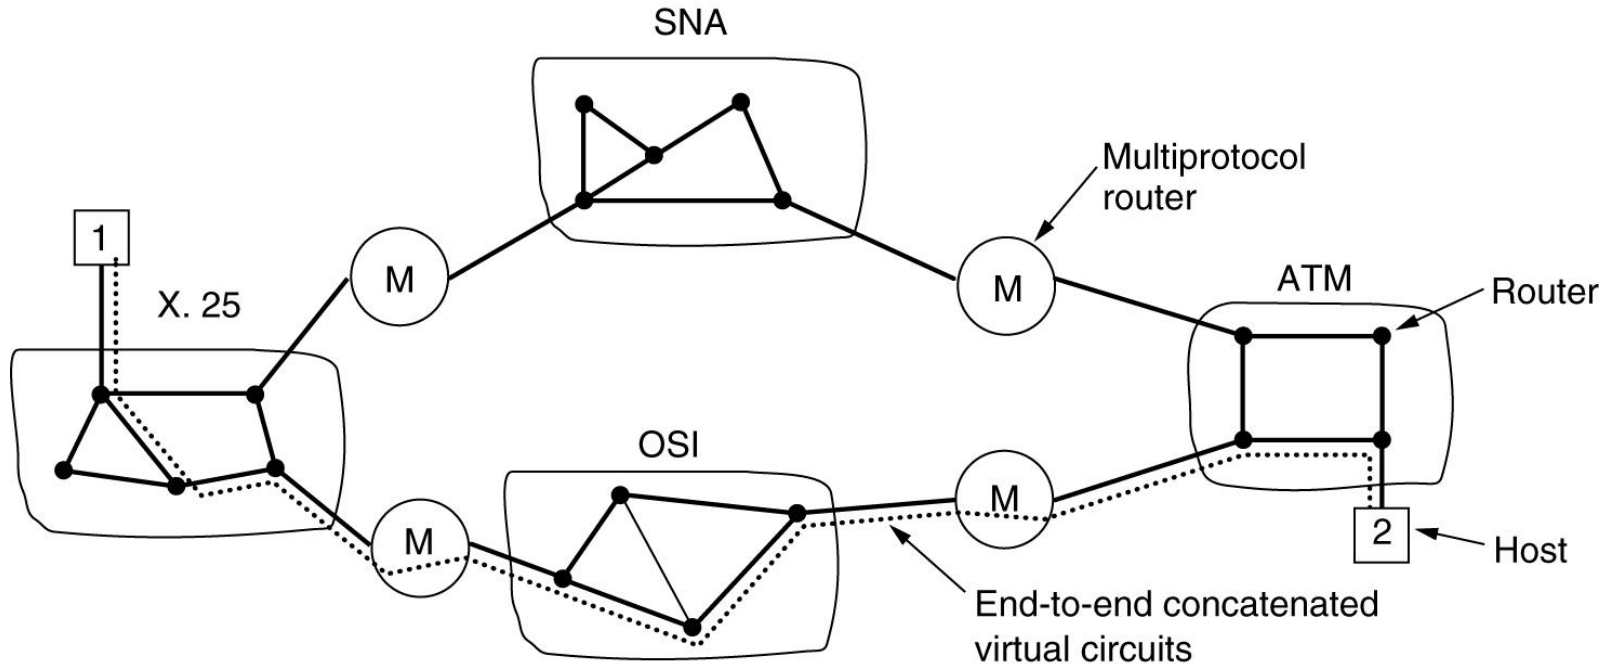 SNA
Multiprotocol
router
1
X. 25
M
M
ATM
Router
OSI
M
M
2
Host
End-to-end concatenated
virtual circuits